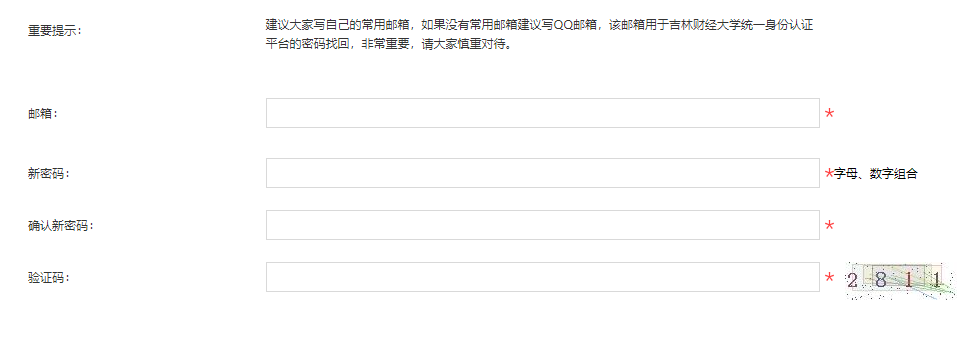 重要提示：
建议大家写自己的常用邮箱，如果没有常用邮箱建议写QQ邮箱，该邮箱用于吉林财经大学统一身份认证
平台的密码找回，非常重要，请大家慎重对待。
邮箱：
*
新密码：
*字母、数字组合
确认新密码：
*
验证码：
* 2 8 1 1